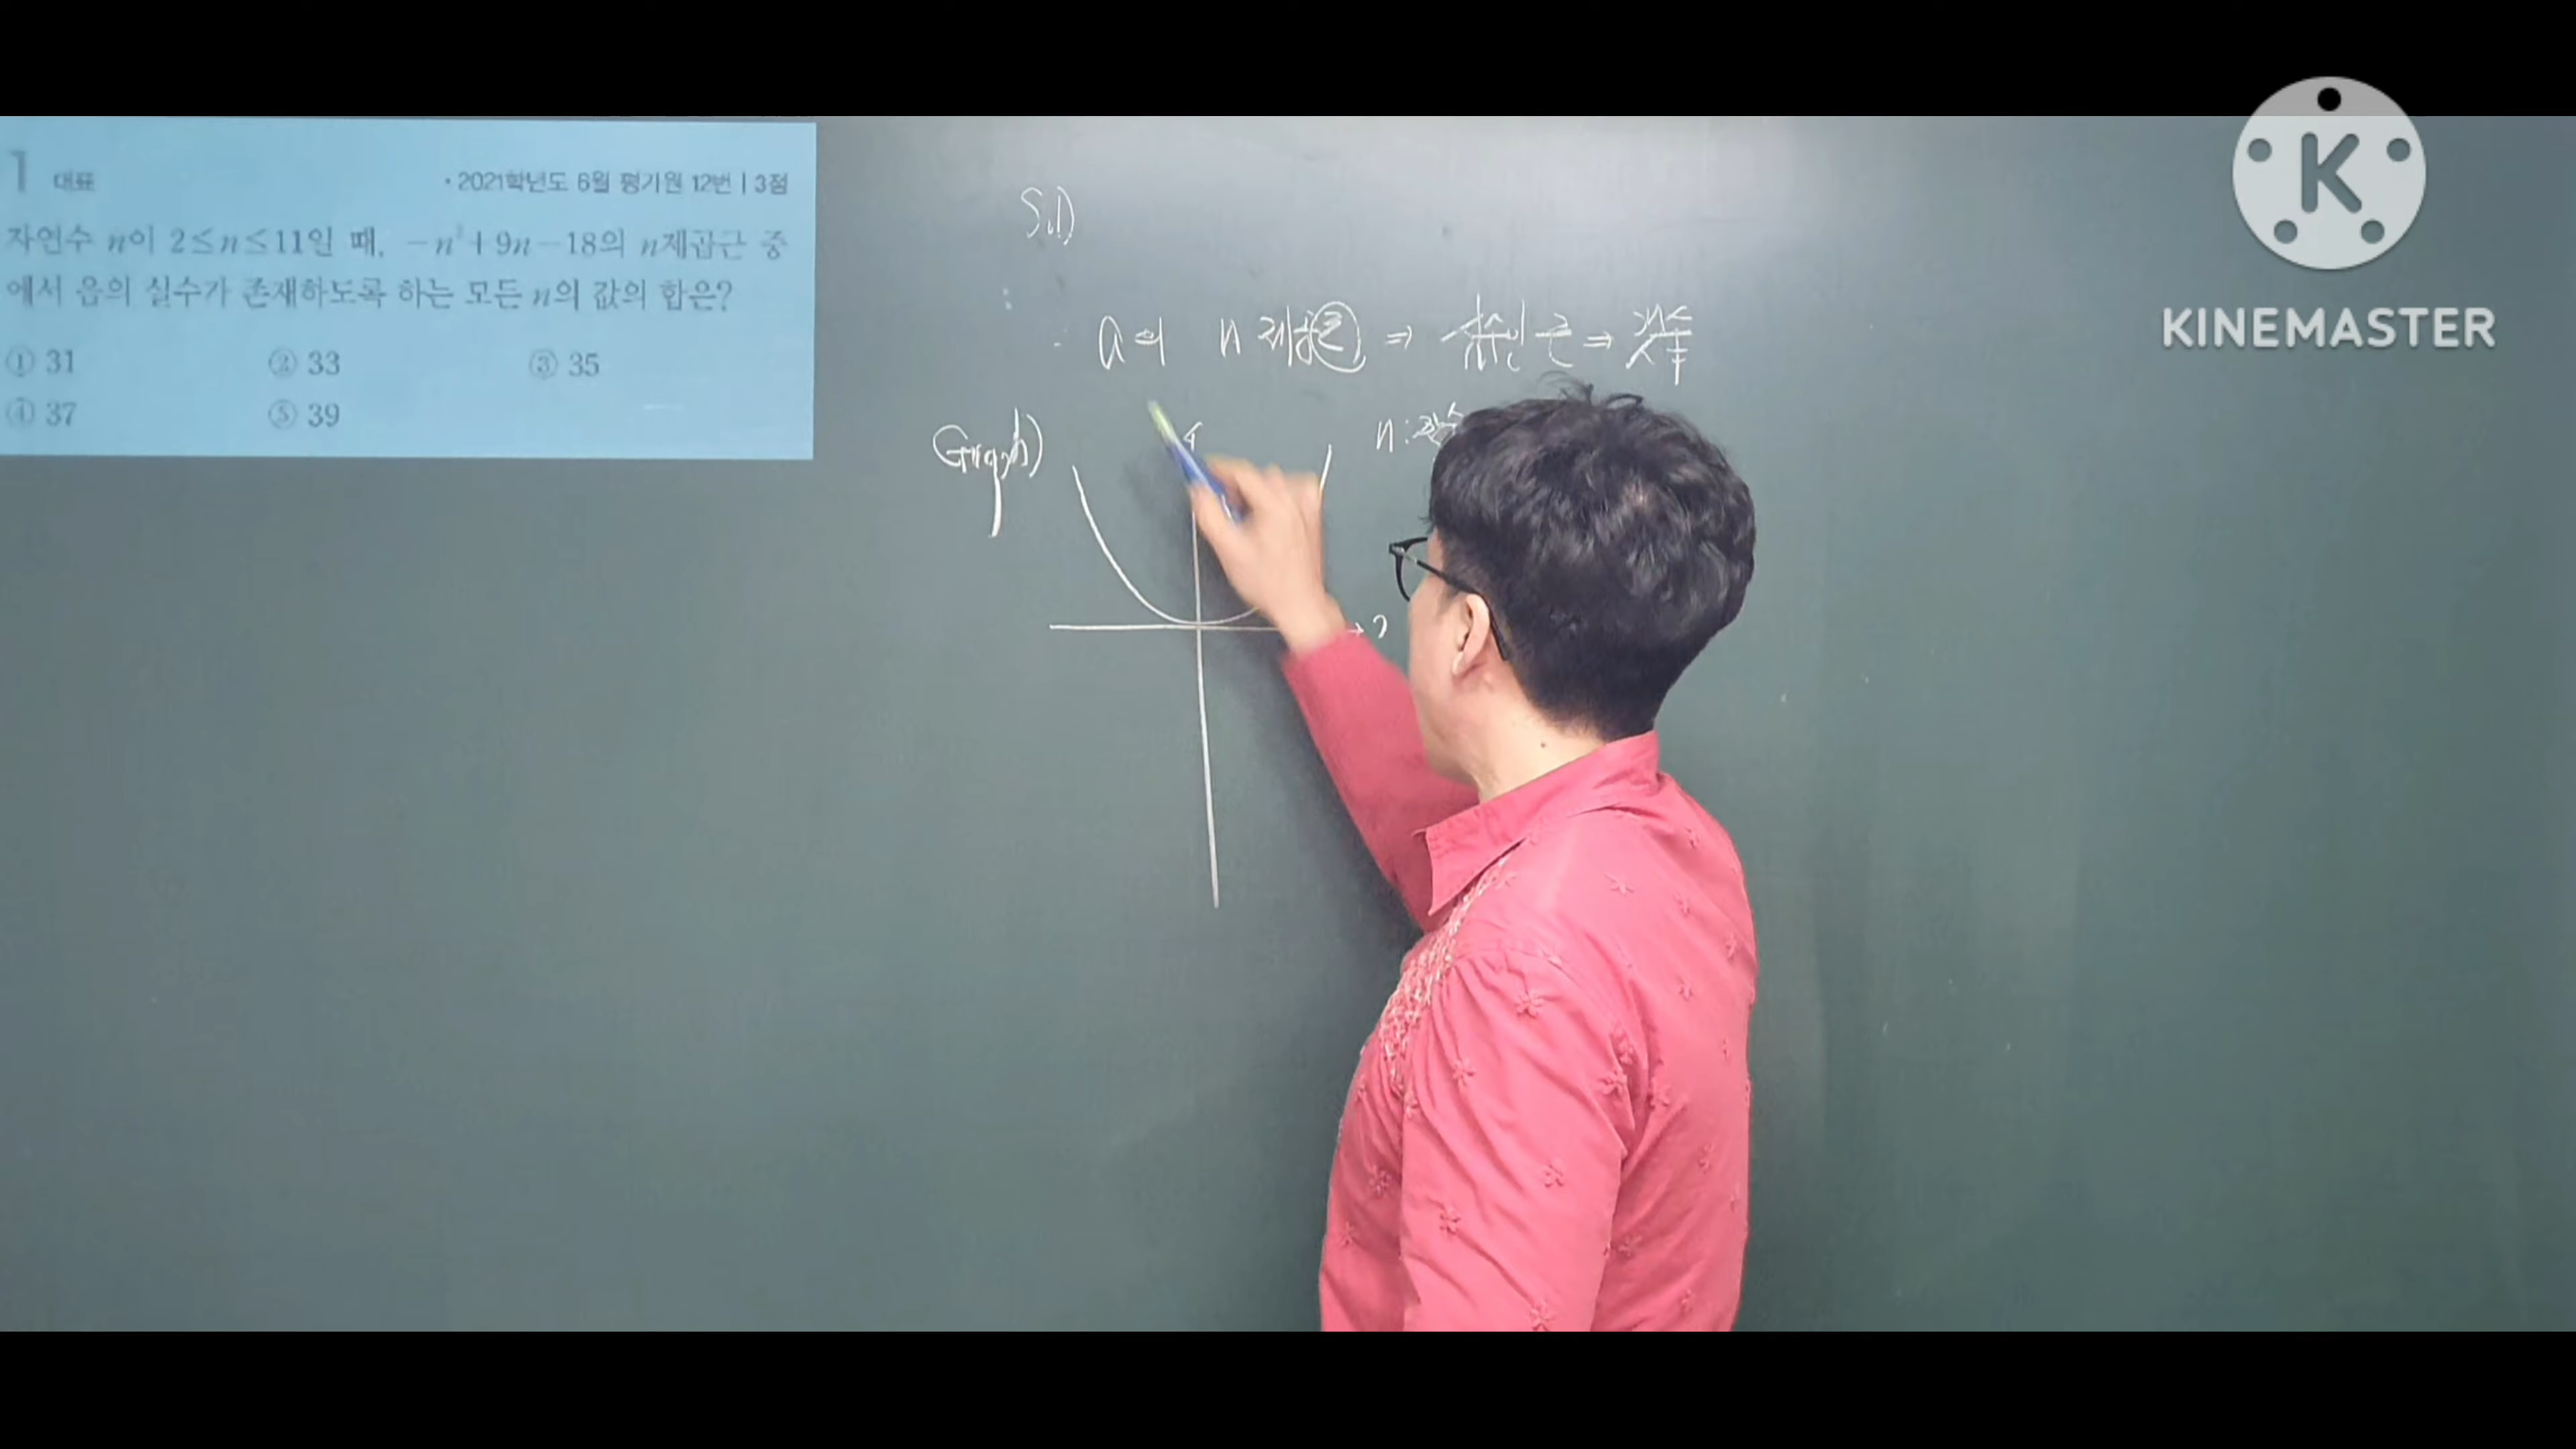 1 대표
· 2021학년도 6월 평가원 12번 | 3점
자연수 n이 2≤n≤11일 때, -n²+9n-18의 n제곱근 중
에서 음의 실수가 존재하도록 하는 모든 n의 값의 합은?
① 31 ② 33 ③ 35
④ 37 ⑤ 39
Sol)
a의 n제곱근 ⇒ ⇒
Graph)
n: 짝수
K
KINEMASTER